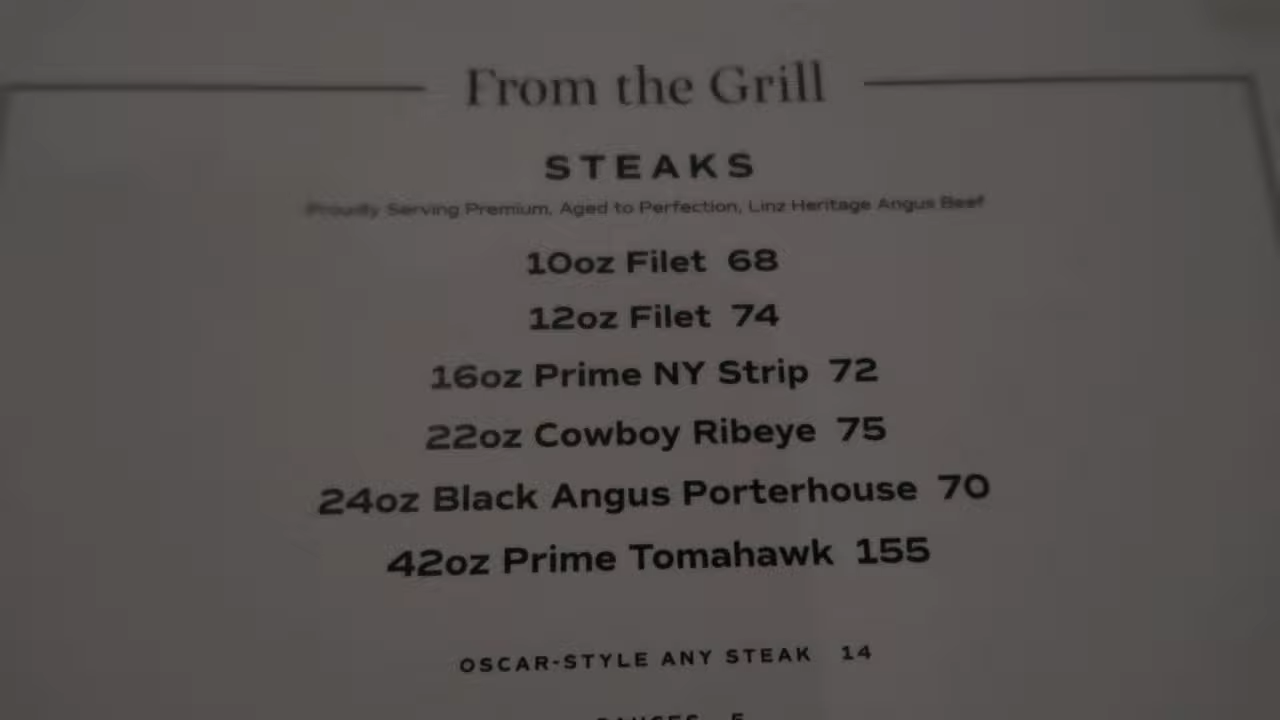 From the Grill
STEAKS
Proudly Serving Premium, Aged to Perfection, Linz Heritage Angus Beef
10oz Filet 68
12oz Filet 74
16oz Prime NY Strip 72
22oz Cowboy Ribeye 75
24oz Black Angus Porterhouse 70
42oz Prime Tomahawk 155
OSCAR-STYLE ANY STEAK 14